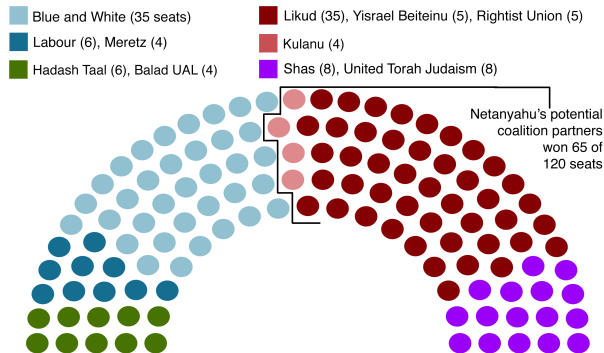 Blue and White (35 seats)
Labour (6), Meretz (4)
Hadash Taal (6), Balad UAL (4)
Likud (35), Yisrael Beiteinu (5), Rightist Union (5)
Kulanu (4)
Shas (8), United Torah Judaism (8)
Netanyahu's potential
coalition partners
won 65 of
120 seats